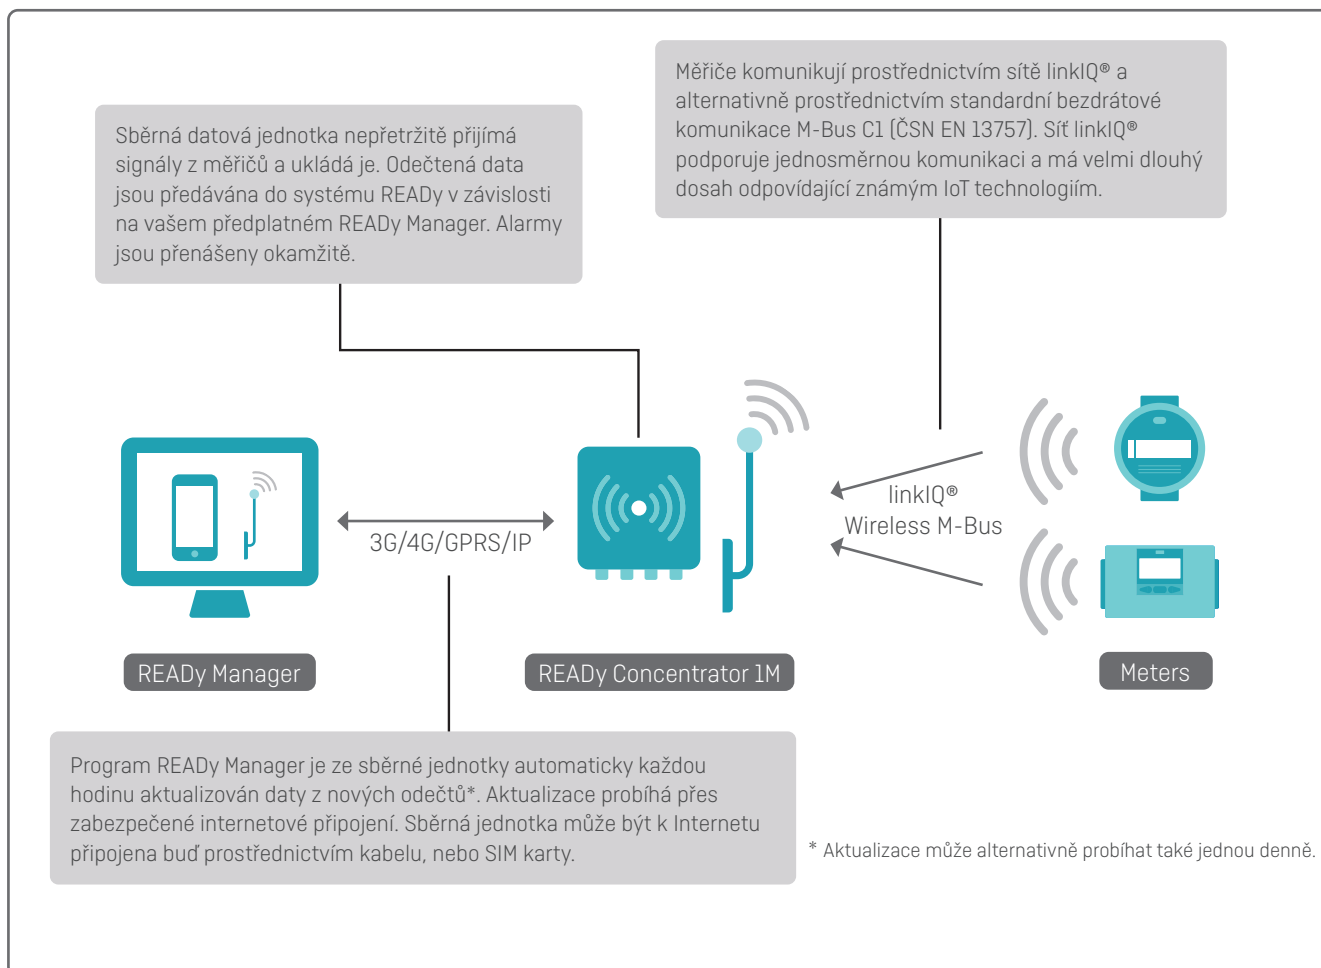 Měřiče komunikují prostřednictvím sítě linkIQ® a
alternativně prostřednictvím standardní bezdrátové
komunikace M-Bus C1 (ČSN EN 13757). Síť linkIQ®
podporuje jednosměrnou komunikaci a má velmi dlouhý
dosah odpovídající známým IoT technologiím.
Sběrná datová jednotka nepřetržitě přijímá
signály z měřičů a ukládá je. Odečtená data
jsou předávána do systému READy v závislosti
na vašem předplatném READy Manager. Alarmy
jsou přenášeny okamžitě.
3G/4G/GPRS/IP
linkIQ®
Wireless M-Bus
READy Manager
READy Concentrator 1M
Meters
Program READy Manager je ze sběrné jednotky automaticky každou
hodinu aktualizován daty z nových odečtů*. Aktualizace probíhá přes
zabezpečené internetové připojení. Sběrná jednotka může být k Internetu
připojena buď prostřednictvím kabelu, nebo SIM karty.
* Aktualizace může alternativně probíhat také jednou denně.